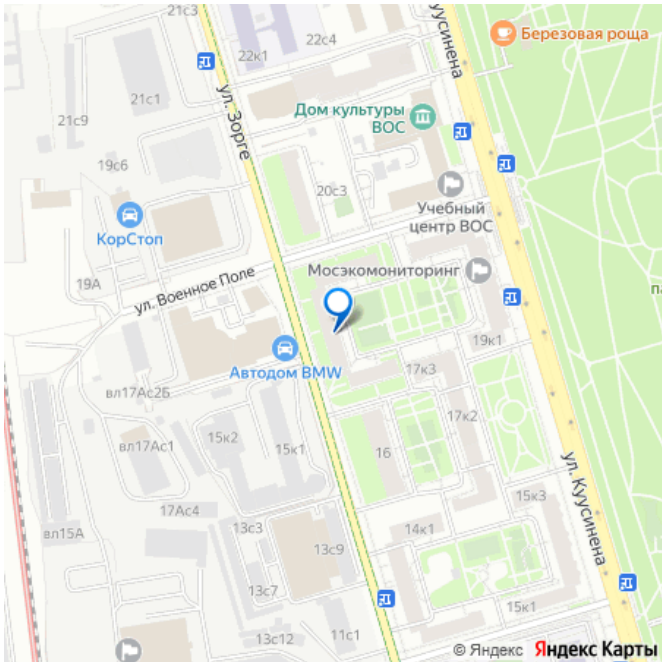 21с3
22с4
22к1
Куусинена
Березовая роща
21с1
ул. Зорге
Дом культуры
ВОС
21с9
19с6
20с3
Учебный
центр ВОС
КорСтоп
Мосэкомониторинг
19А
ул. Военное Поле
па
19к1
Автодом BMW
17к3
вл17Ас2Б
17к2
15к2
вл17Ас1
15к1
16
ул. Куусинена
17Ас4
15к3
13с3
14к1
вл15А
13с9
13с7
15к1
13с12
11с1
© Яндекс Яндекс Карты